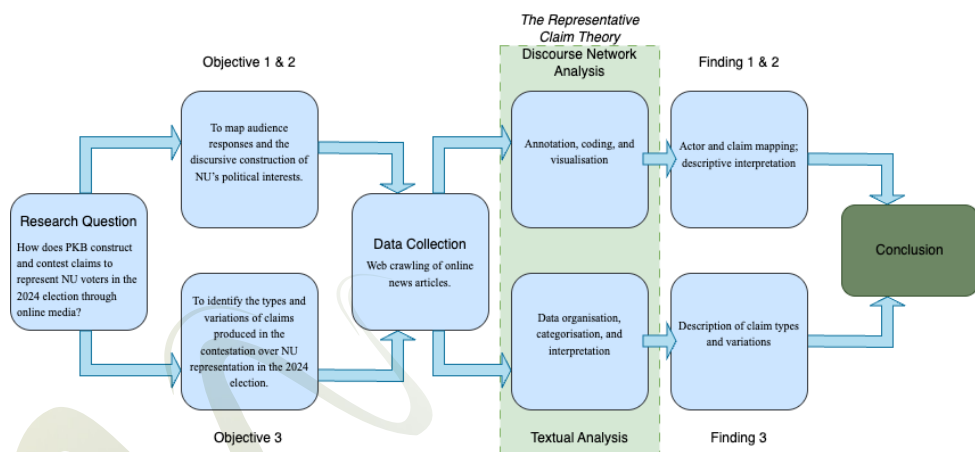 The Representative
Claim Theory
Discourse Network
Analysis
Objective 1 & 2
Finding 1 & 2
To map audience
responses and the
discursive construction of
NU's political interests.
Annotation, coding, and
visualisation
Actor and claim mapping;
descriptive interpretation
Research Question
How does PKB construct
and contest claims to
represent NU voters in the
2024 election through
online media?
Data Collection
Web crawling of online
news articles.
Conclusion
To identify the types and
variations of claims
produced in the
contestation over NU
representation in the 2024
election.
Data organisation,
categorisation, and
interpretation
Description of claim types
and variations
Objective 3
Textual Analysis
Finding 3